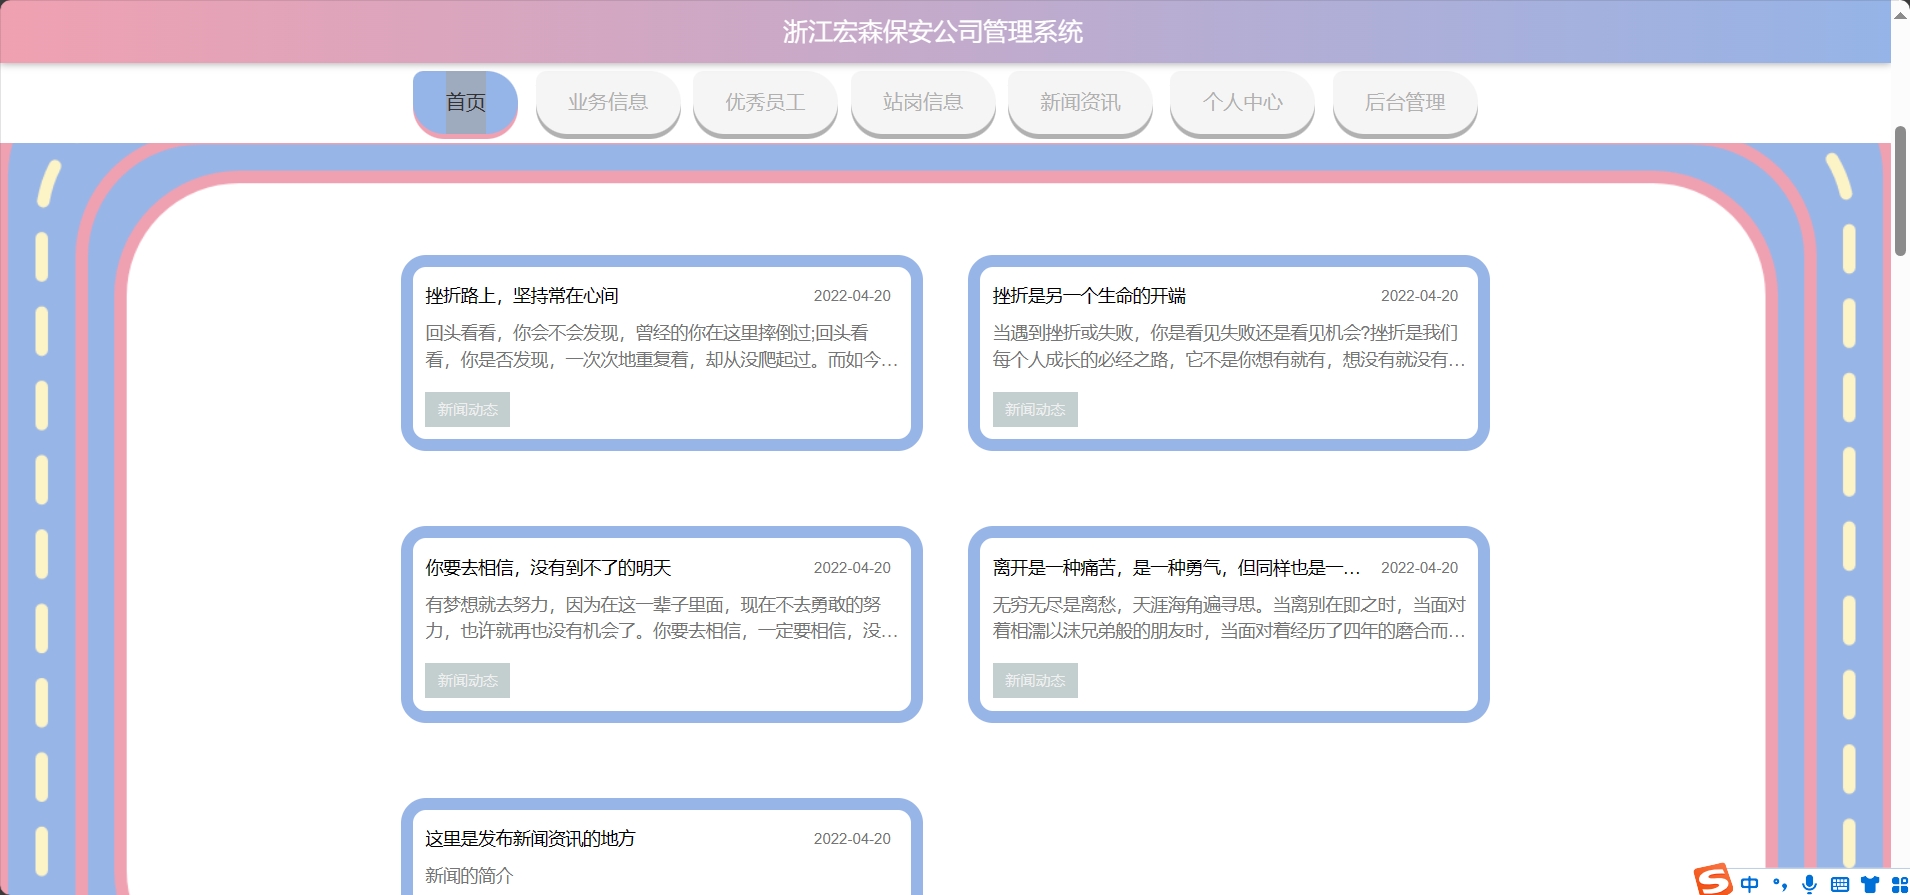 浙江宏森保安公司管理系统
首页 业务信息 优秀员工 站岗信息 新闻资讯 个人中心 后台管理
挫折路上，坚持常在心间 2022-04-20
回头看看，你会不会发现，曾经的你在这里摔倒过;回头看
看，你是否发现，一次次地重复着，却从没爬起过。而如今…
新闻动态
挫折是另一个生命的开端 2022-04-20
当遇到挫折或失败，你是看见失败还是看见机会?挫折是我们
每个人成长的必经之路，它不是你想有就有，想没有就没有…
新闻动态
你要去相信，没有到不了的明天 2022-04-20
有梦想就去努力，因为在这一辈子里面，现在不去勇敢的努
力，也许就再也没有机会了。你要去相信，一定要相信，没…
新闻动态
离开是一种痛苦，是一种勇气，但同样也是一… 2022-04-20
无穷无尽是离愁，天涯海角遍寻思。当离别在即之时，当面对
着相濡以沫兄弟般的朋友时，当面对着经历了四年的磨合而…
新闻动态
这里是发布新闻资讯的地方 2022-04-20
新闻的简介
S 中